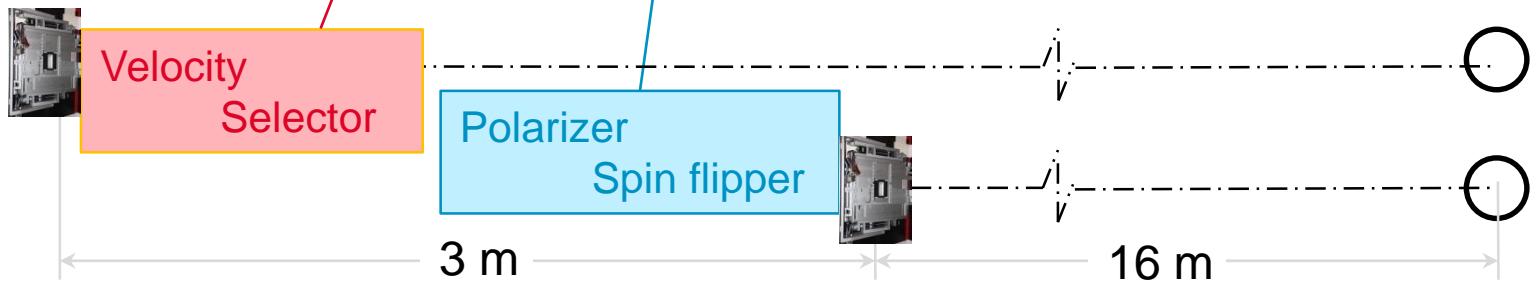 Velocity
Selector
Polarizer
Spin flipper
3 m
16 m